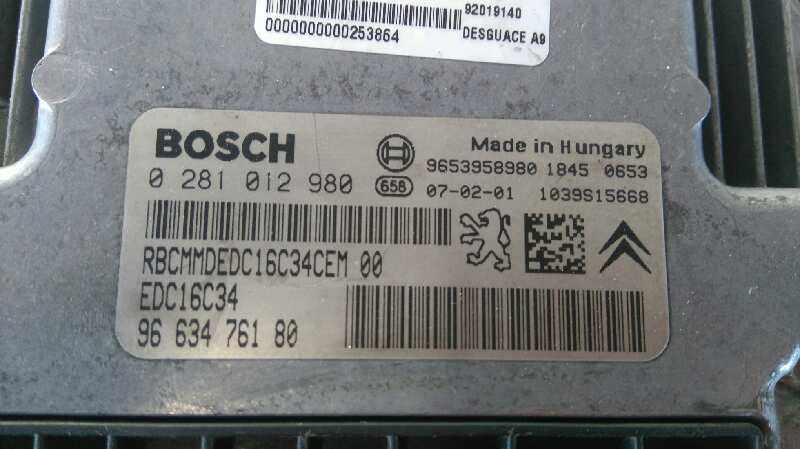 92019140
0000000000253864 DESGUACE A9
BOSCH Made in Hungary
9653958980 1845 0653
0 281 012 980 658 07-02-01 1039S15668
RBCMMDEDC16C34CEM 00
EDC16C34
96 634 761 80